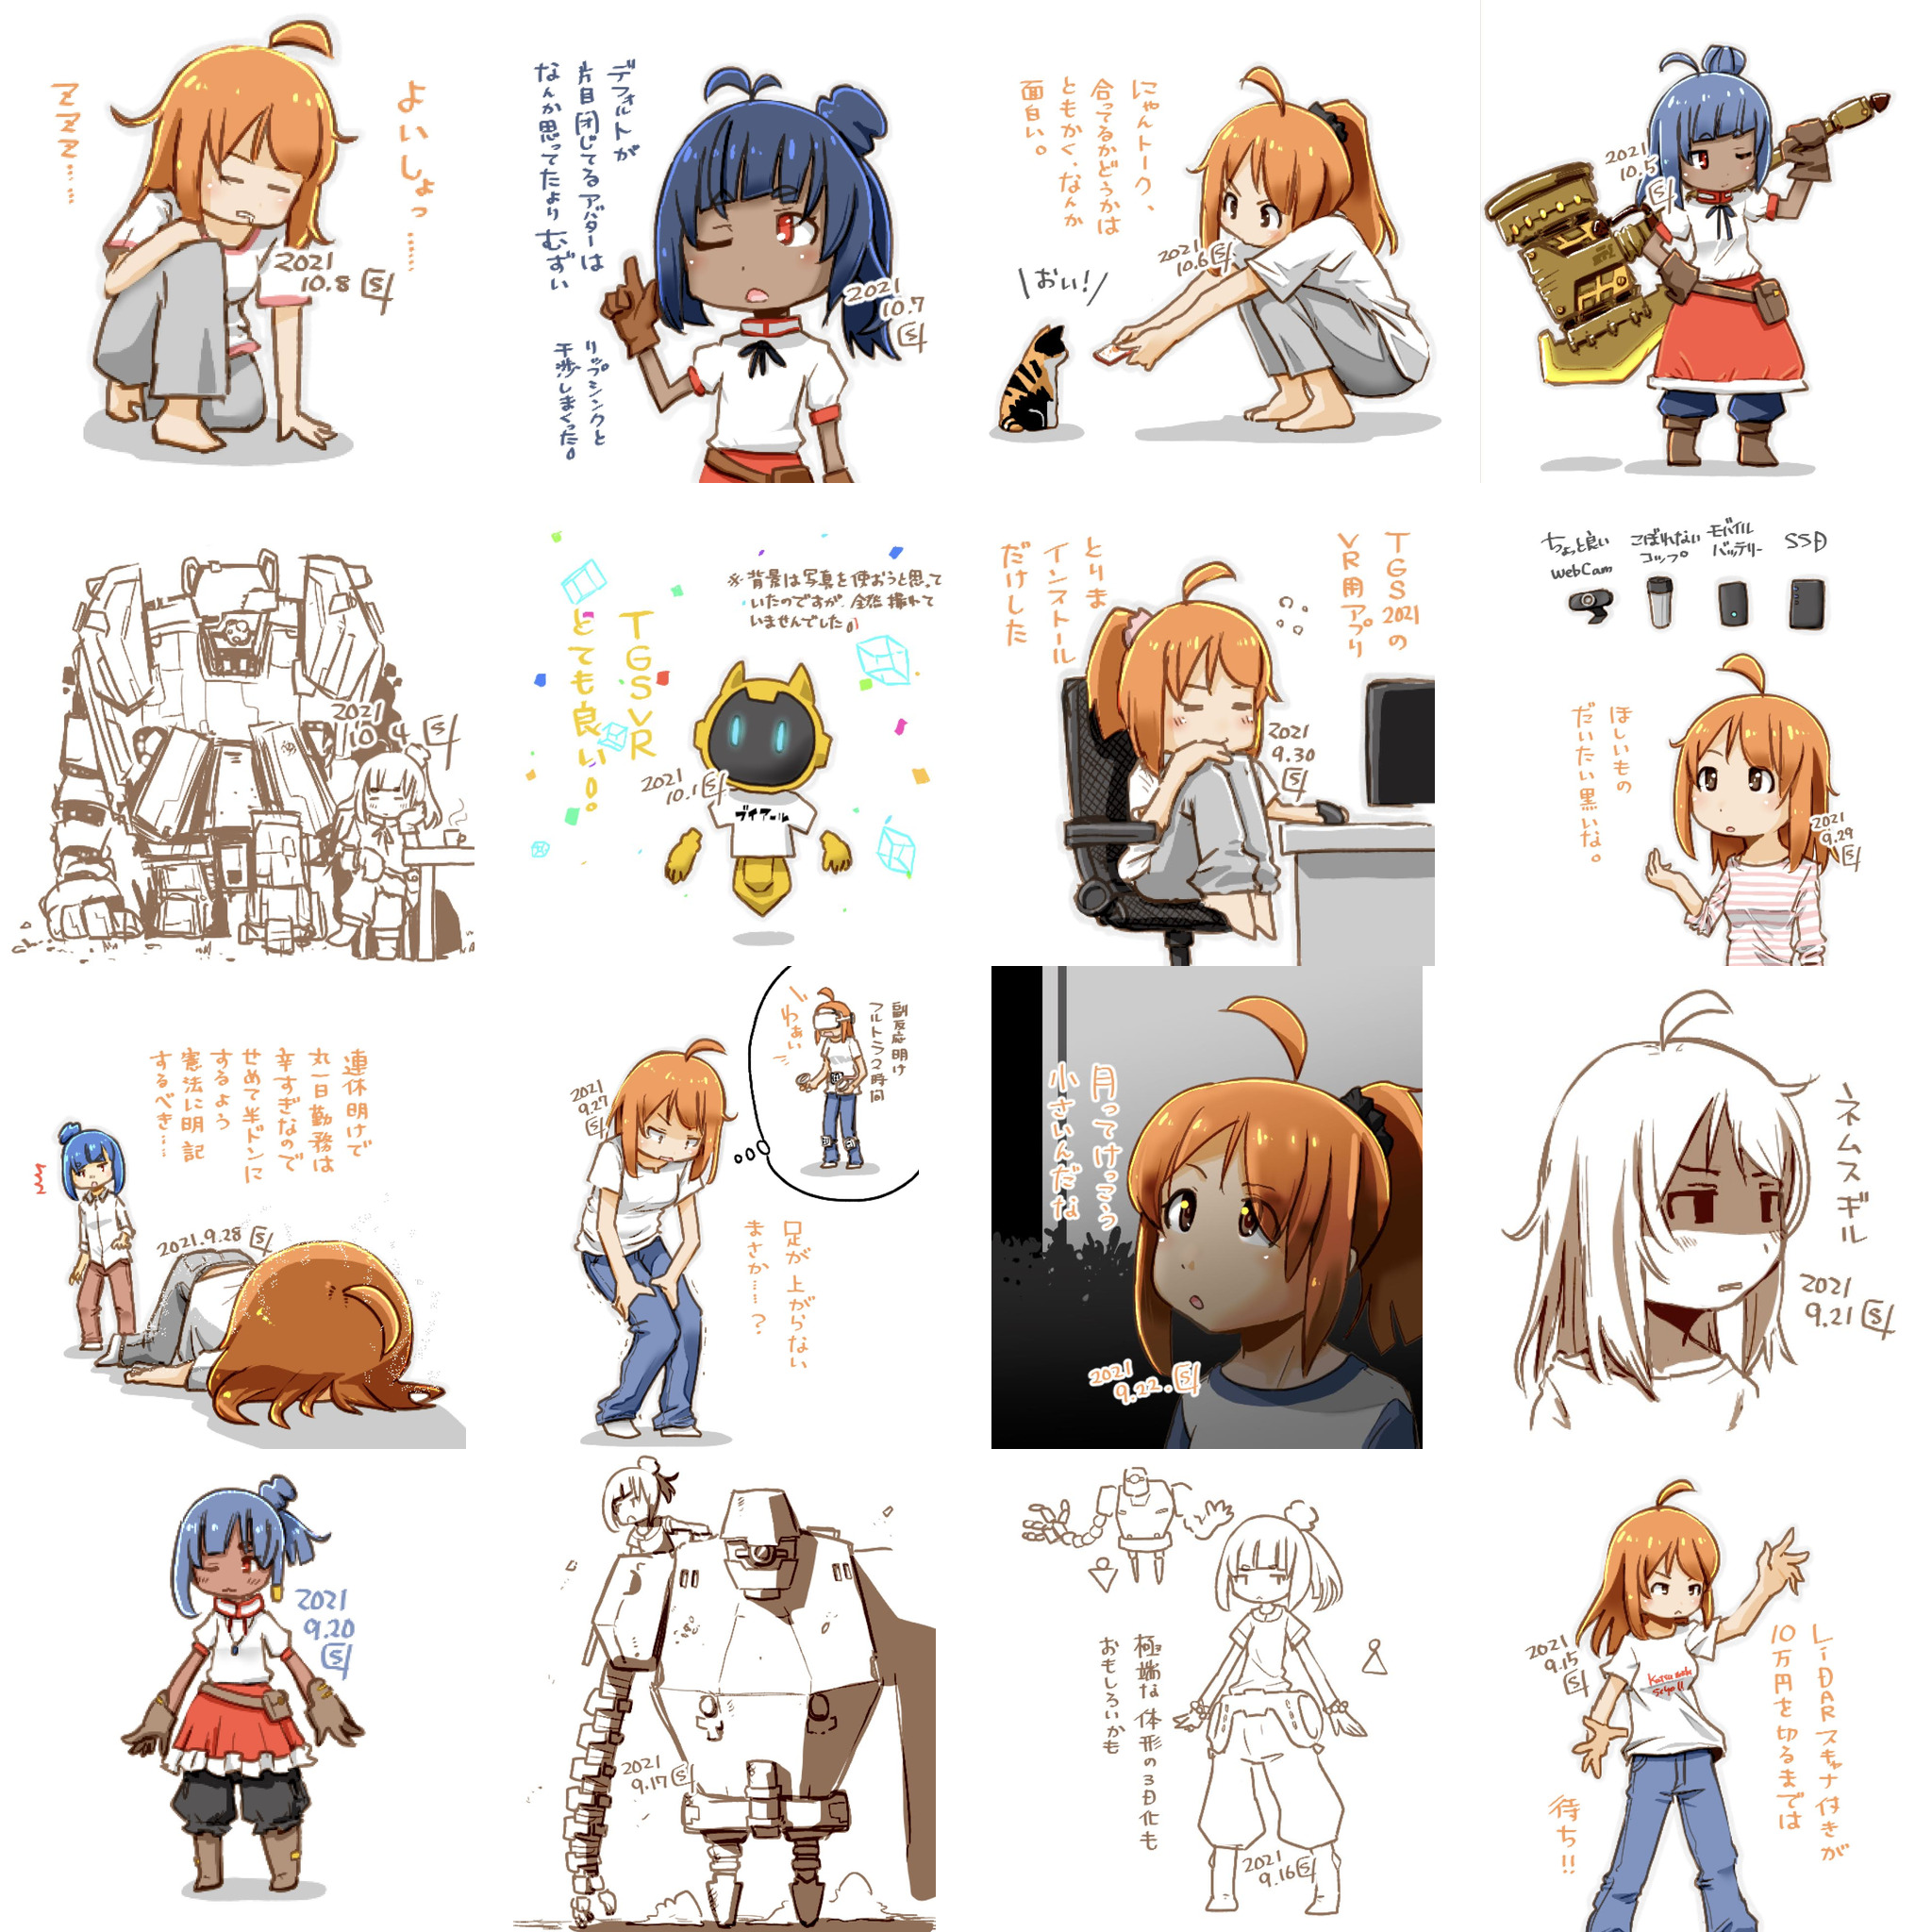 よいしょっ……
zzz……
2021
10.8
デフォルトが
片目閉じてるアバターは
なんか思ってたよりむずい
リップシンクと
干渉しまくった。
2021
10.7
にゃんトーク、
合ってるかどうかは
ともかく、なんか
面白い。
おい!
2021
10.6
2021
10.5
2021
10.4
※背景は写真を使おうと思って
いたのですが、全然撮れて
いませんでした
TGSVR
とても良い。
2021
10.1
ブイアール
TGS2021の
VR用アプリ
とりま
インストール
だけした
2021
9.30
ちょっと良い
WebCam
こぼれない
コップ
モバイル
バッテリー
SSD
ほしいもの
だいたい黒いな。
2021
9.29
連休明けで
丸一日勤務は
辛すぎなので
せめて半ドンに
するよう
憲法に明記
するべき…
2021.9.28
副反応明け
フルトラ2時間
わぁい
2021
9.27
足が上がらない
まさか……?
月ってけっこう
小さいんだな
2021
9.22.
ネムスギル
2021
9.21
2021
9.20
2021
9.17
極端な体形の3D化も
おもしろいかも
2021
9.16
LiDARスキャナ付きが
10万円を切るまでは
待ち!!
2021
9.15